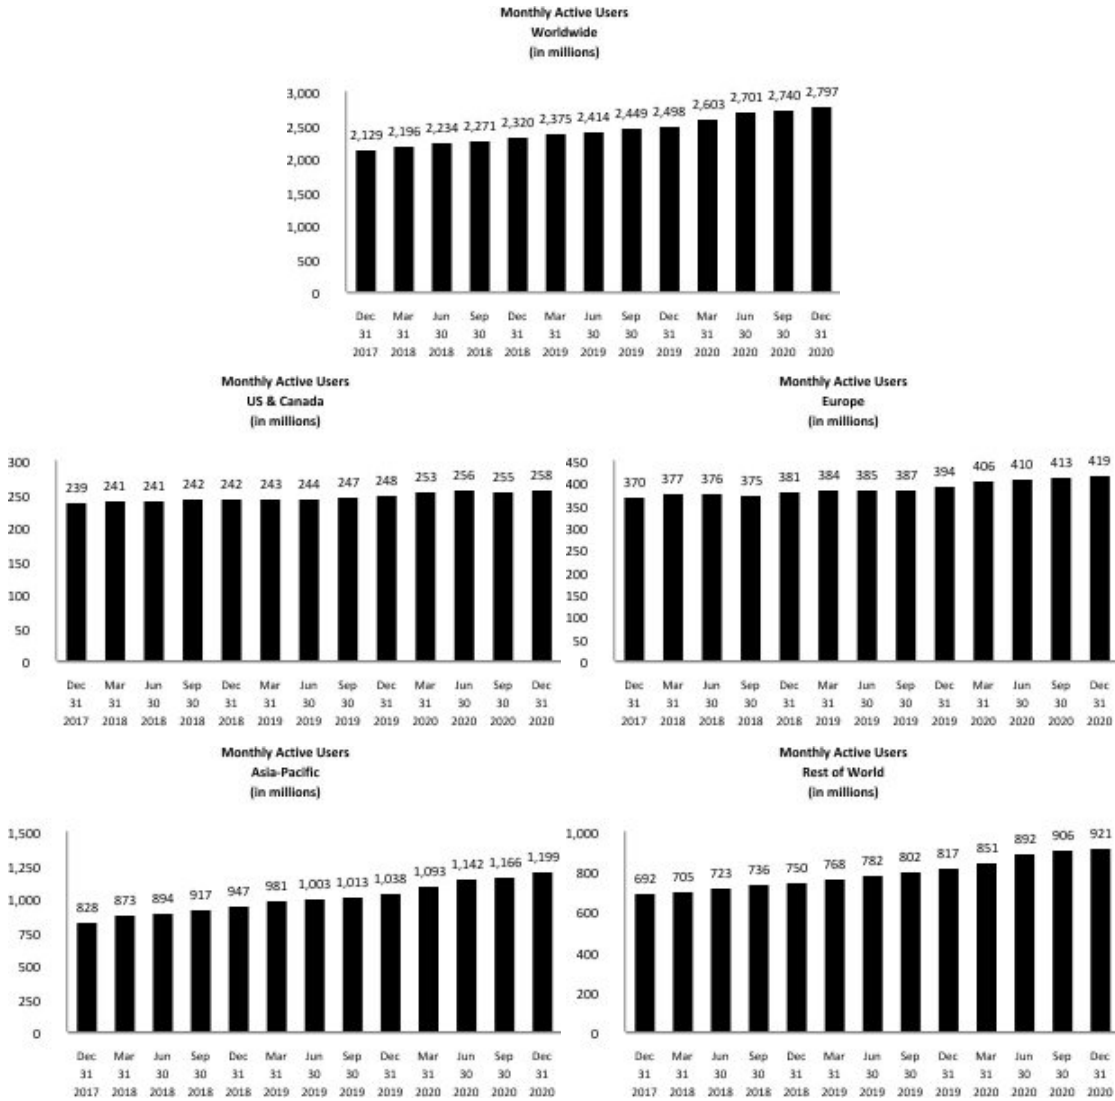 Monthly Active Users
Worldwide
(in millions)
3,000
2,500
2,000
1,500
1,000
500
0
2,129 2,196 2,234 2,271 2,320 2,375 2,414 2,449 2,498 2,603 2,701 2,740 2,797
Dec Mar Jun Sep Dec Mar Jun Sep Dec Mar Jun Sep Dec
31 31 30 30 31 31 30 30 31 31 30 30 31
2017 2018 2018 2018 2018 2019 2019 2019 2019 2020 2020 2020 2020
Monthly Active Users
US & Canada
(in millions)
300
250
200
150
100
50
0
239 241 241 242 242 243 244 247 248 253 256 255 258
Dec Mar Jun Sep Dec Mar Jun Sep Dec Mar Jun Sep Dec
31 31 30 30 31 31 30 30 31 31 30 30 31
2017 2018 2018 2018 2018 2019 2019 2019 2019 2020 2020 2020 2020
Monthly Active Users
Europe
(in millions)
450
400
350
300
250
200
150
100
50
0
370 377 376 375 381 384 385 387 394 406 410 413 419
Dec Mar Jun Sep Dec Mar Jun Sep Dec Mar Jun Sep Dec
31 31 30 30 31 31 30 30 31 31 30 30 31
2017 2018 2018 2018 2018 2019 2019 2019 2019 2020 2020 2020 2020
Monthly Active Users
Asia-Pacific
(in millions)
1,500
1,250
1,000
750
500
250
0
828 873 894 917 947 981 1,003 1,013 1,038 1,093 1,142 1,166 1,199
Dec Mar Jun Sep Dec Mar Jun Sep Dec Mar Jun Sep Dec
31 31 30 30 31 31 30 30 31 31 30 30 31
2017 2018 2018 2018 2018 2019 2019 2019 2019 2020 2020 2020 2020
Monthly Active Users
Rest of World
(in millions)
1,000
800
600
400
200
0
692 705 723 736 750 768 782 802 817 851 892 906 921
Dec Mar Jun Sep Dec Mar Jun Sep Dec Mar Jun Sep Dec
31 31 30 30 31 31 30 30 31 31 30 30 31
2017 2018 2018 2018 2018 2019 2019 2019 2019 2020 2020 2020 2020